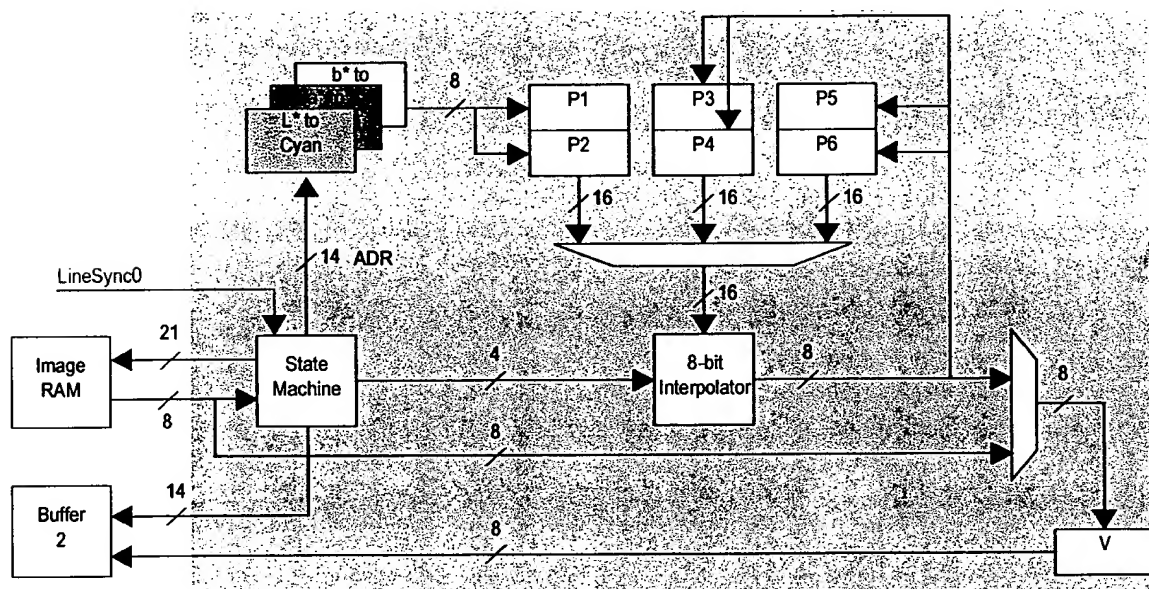 b* to
L* to
Cyan
8
P1
P2
P3
P4
P5
P6
16
16
16
14 ADR
LineSync0
16
21
Image
RAM
8
State
Machine
4
8-bit
Interpolator
8
8
8
14
Buffer
2
8
V